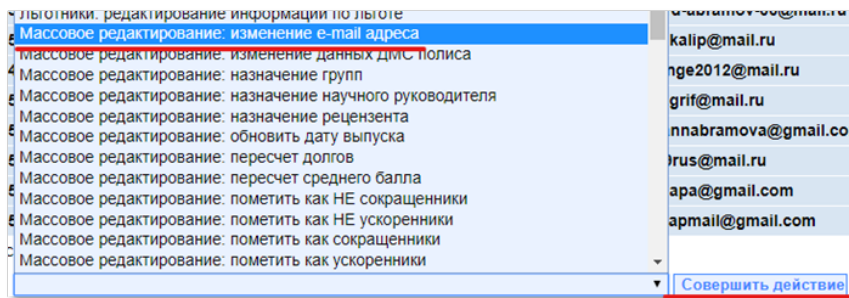 Льготники: редактирование информации по льготе
Массовое редактирование: изменение e-mail адреса
kalip@mail.ru
Массовое редактирование: изменение данных ДМС полиса
nge2012@mail.ru
Массовое редактирование: назначение групп
Массовое редактирование: назначение научного руководителя
grif@mail.ru
Массовое редактирование: назначение рецензента
nnabramova@gmail.co
Массовое редактирование: обновить дату выпуска
Массовое редактирование: пересчет долгов
rus@mail.ru
Массовое редактирование: пересчет среднего балла
apa@gmail.com
Массовое редактирование: пометить как НЕ сокращенники
Массовое редактирование: пометить как НЕ ускоренники
apmail@gmail.com
Массовое редактирование: пометить как сокращенники
Массовое редактирование: пометить как ускоренники
Совершить действие